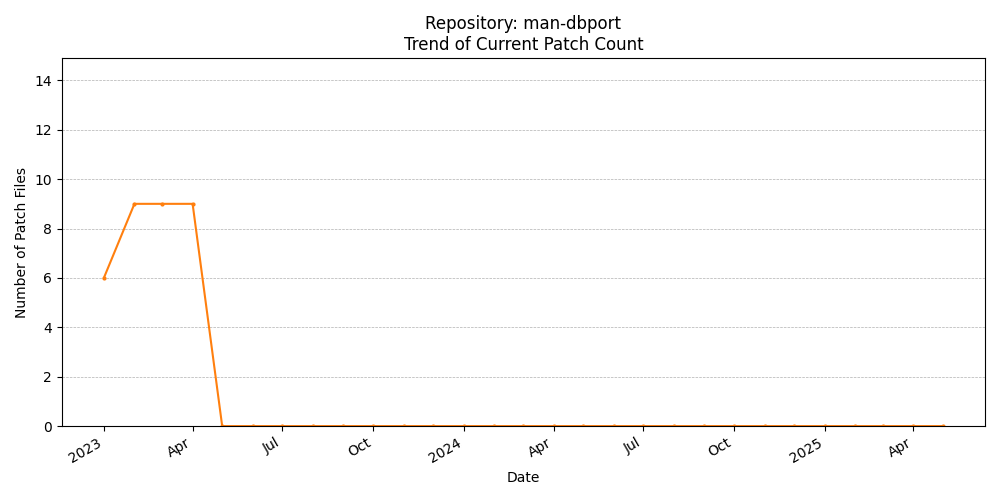 Repository: man-dbport
Trend of Current Patch Count
14
12
10
8
6
4
2
0
Number of Patch Files
2023
Apr
Jul
Oct
2024
Apr
Jul
Oct
2025
Apr
Date